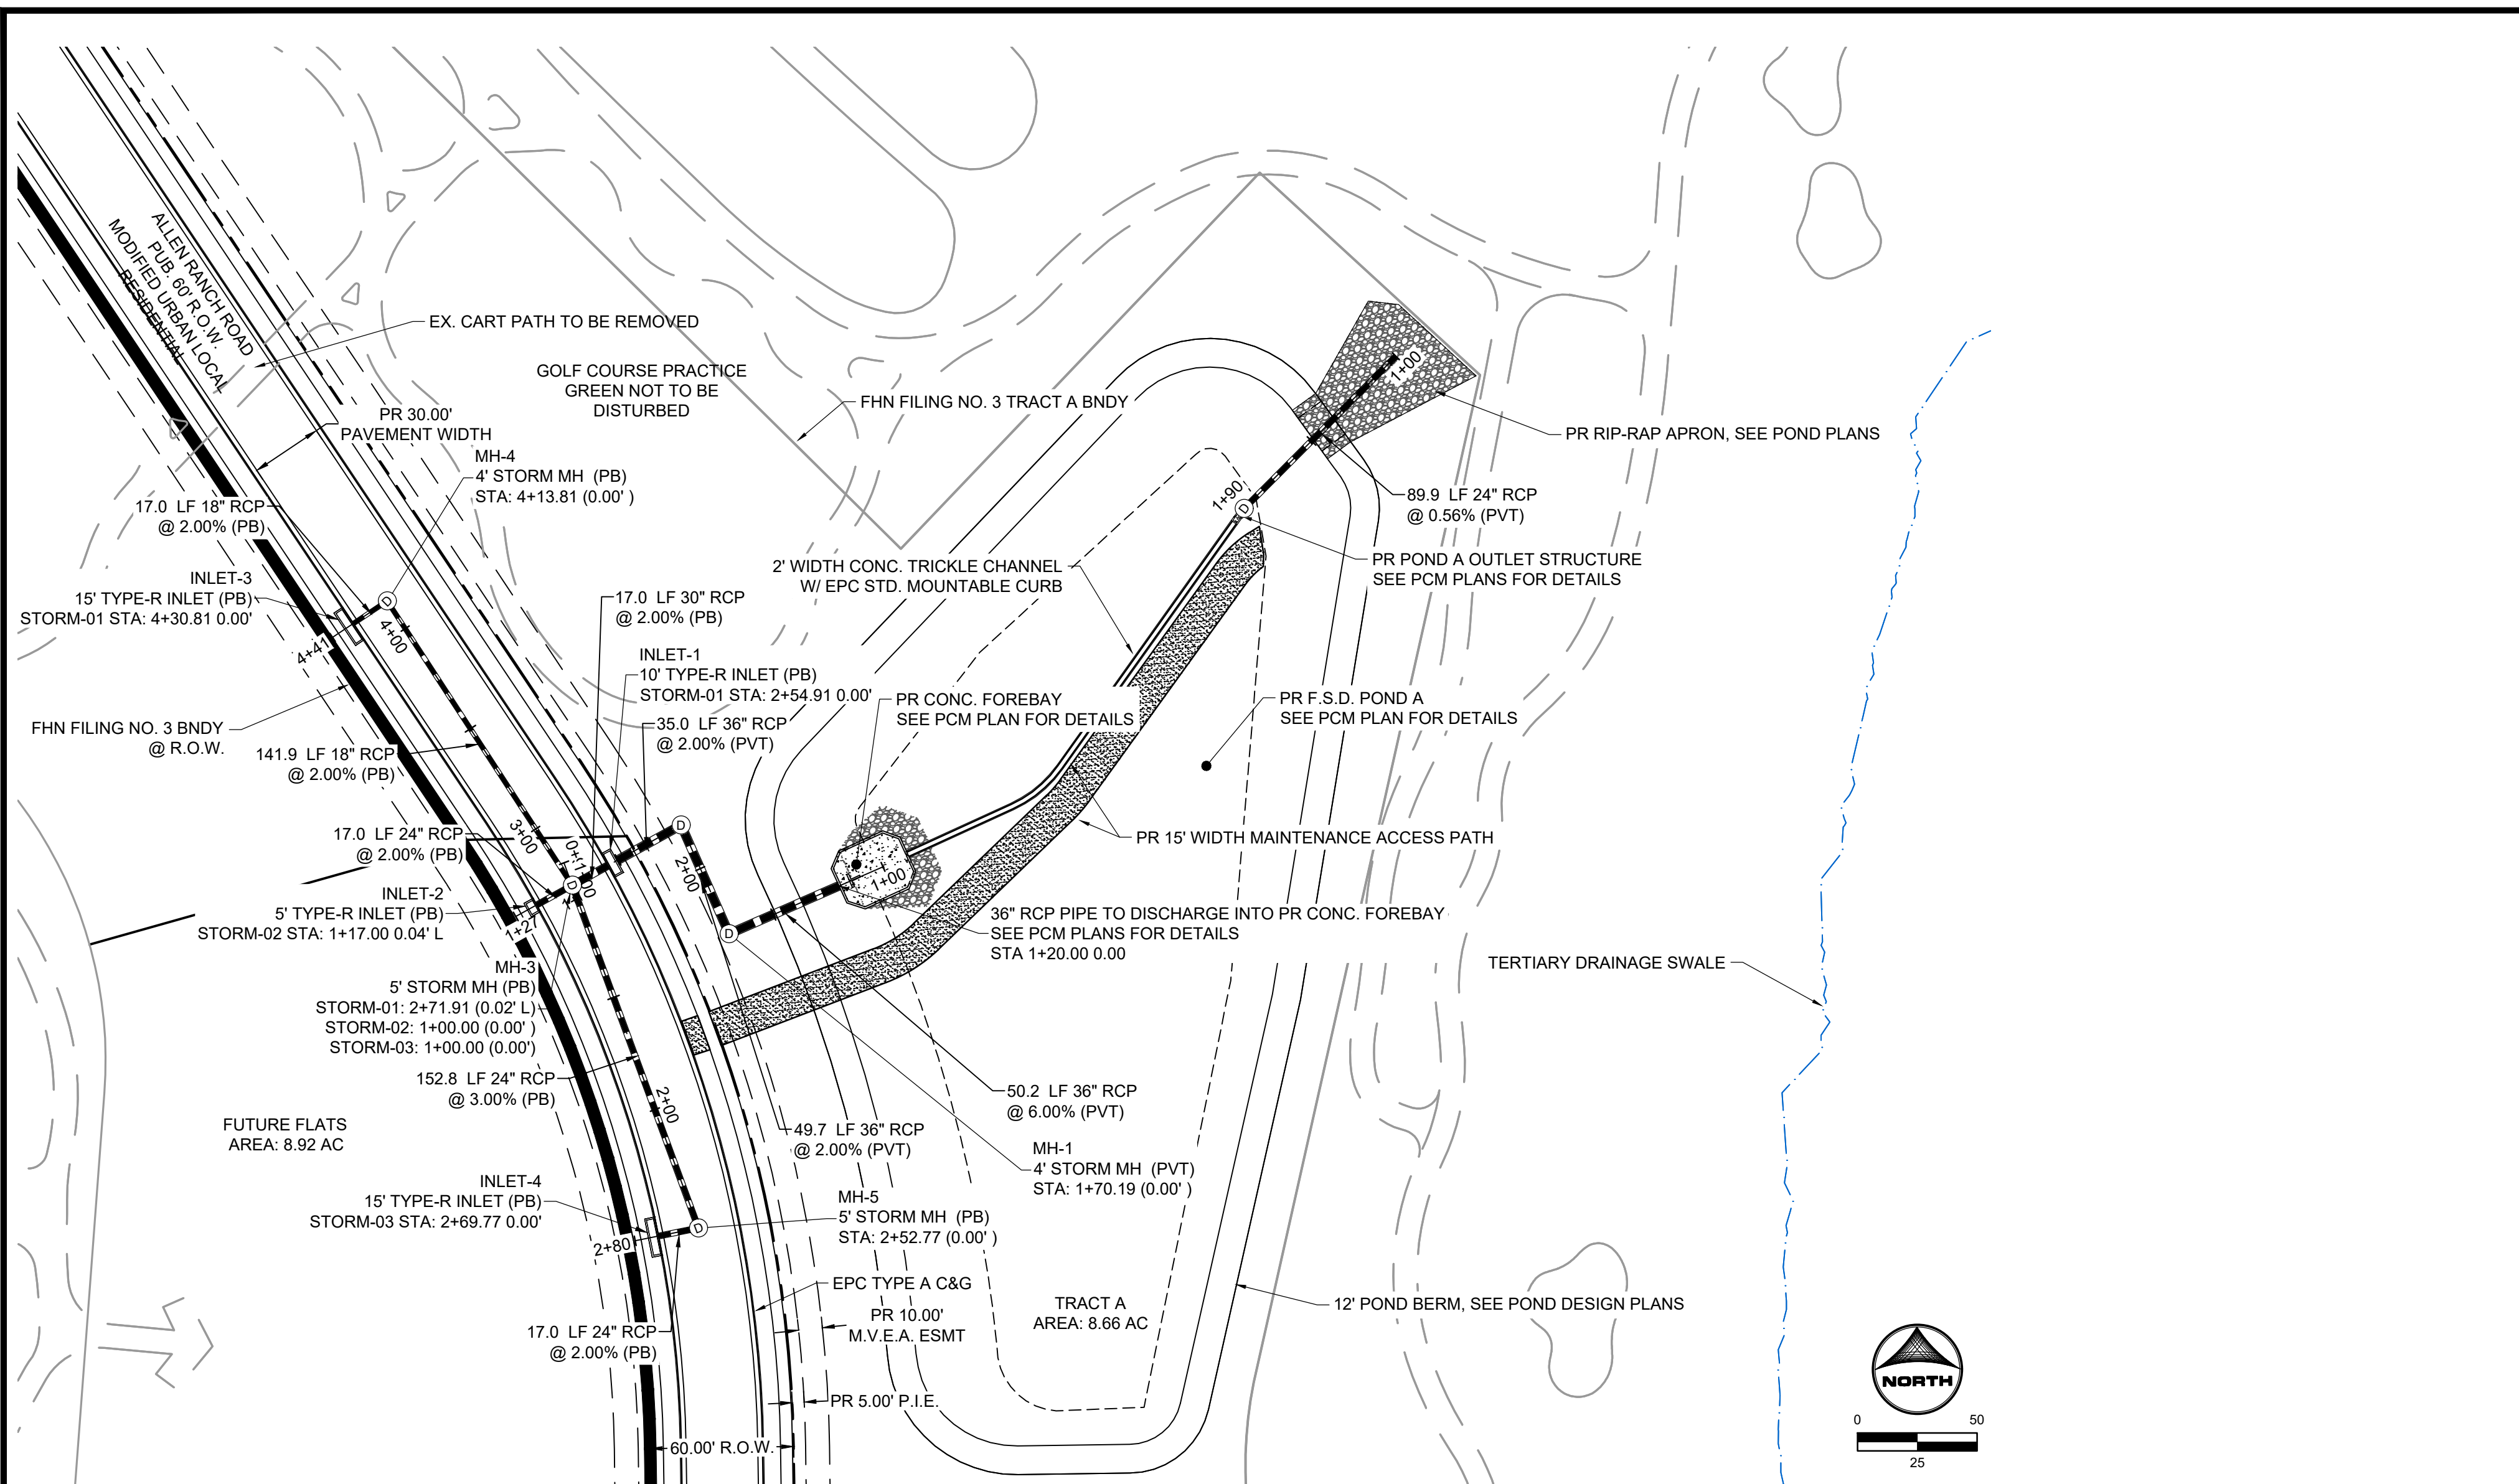 ALLEN RANCH ROAD
PUB. 60' R.O.W.
MODIFIED URBAN LOCAL
RESIDENTIAL
EX. CART PATH TO BE REMOVED
GOLF COURSE PRACTICE
GREEN NOT TO BE
DISTURBED
FHN FILING NO. 3 TRACT A BNDY
PR 30.00'
PAVEMENT WIDTH
MH-4
4' STORM MH (PB)
STA: 4+13.81 (0.00' )
17.0 LF 18" RCP
@ 2.00% (PB)
INLET-3
15' TYPE-R INLET (PB)
STORM-01 STA: 4+30.81 0.00'
4+41
4+00
FHN FILING NO. 3 BNDY
@ R.O.W.
141.9 LF 18" RCP
@ 2.00% (PB)
17.0 LF 30" RCP
@ 2.00% (PB)
INLET-1
10' TYPE-R INLET (PB)
STORM-01 STA: 2+54.91 0.00'
35.0 LF 36" RCP
@ 2.00% (PVT)
2' WIDTH CONC. TRICKLE CHANNEL
W/ EPC STD. MOUNTABLE CURB
PR CONC. FOREBAY
SEE PCM PLAN FOR DETAILS
1+00
PR RIP-RAP APRON, SEE POND PLANS
1+90
D
89.9 LF 24" RCP
@ 0.56% (PVT)
PR POND A OUTLET STRUCTURE
SEE PCM PLANS FOR DETAILS
PR F.S.D. POND A
SEE PCM PLAN FOR DETAILS
PR 15' WIDTH MAINTENANCE ACCESS PATH
D
3+00
1+00
D
D
2+00
D
1+00
17.0 LF 24" RCP
@ 2.00% (PB)
INLET-2
5' TYPE-R INLET (PB)
STORM-02 STA: 1+17.00 0.04' L
1+27
36" RCP PIPE TO DISCHARGE INTO PR CONC. FOREBAY
SEE PCM PLANS FOR DETAILS
STA 1+20.00 0.00
MH-3
5' STORM MH (PB)
STORM-01: 2+71.91 (0.02' L)
STORM-02: 1+00.00 (0.00' )
STORM-03: 1+00.00 (0.00')
152.8 LF 24" RCP
@ 3.00% (PB)
2+00
TERTIARY DRAINAGE SWALE
FUTURE FLATS
AREA: 8.92 AC
50.2 LF 36" RCP
@ 6.00% (PVT)
49.7 LF 36" RCP
@ 2.00% (PVT)
MH-1
4' STORM MH (PVT)
STA: 1+70.19 (0.00' )
INLET-4
15' TYPE-R INLET (PB)
STORM-03 STA: 2+69.77 0.00'
MH-5
5' STORM MH (PB)
STA: 2+52.77 (0.00' )
D
2+80
EPC TYPE A C&G
PR 10.00'
M.V.E.A. ESMT
17.0 LF 24" RCP
@ 2.00% (PB)
TRACT A
AREA: 8.66 AC
12' POND BERM, SEE POND DESIGN PLANS
PR 5.00' P.I.E.
60.00' R.O.W.
NORTH
0
50
25